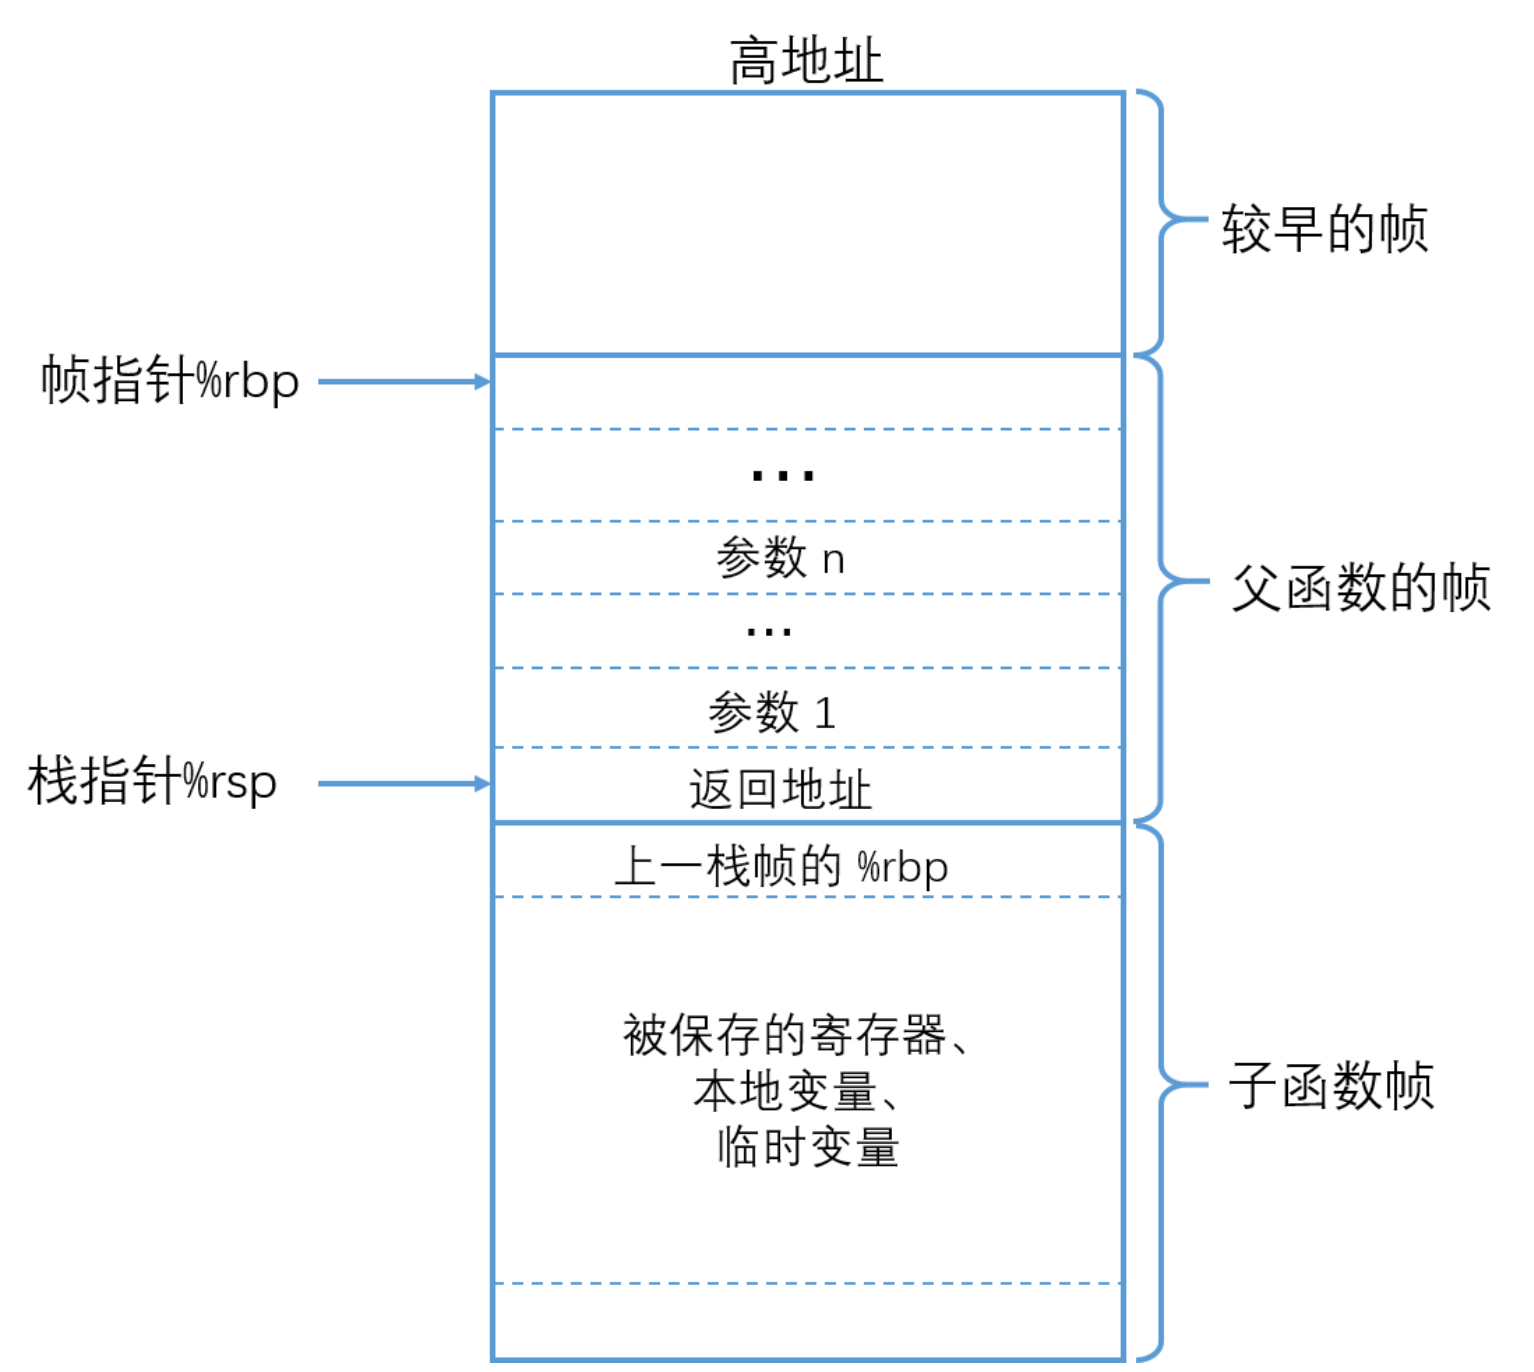 高地址
较早的帧
帧指针%rbp
...
参数 n
父函数的帧
...
参数 1
栈指针%rsp
返回地址
上一栈帧的 %rbp
被保存的寄存器、
本地变量、
临时变量
子函数帧